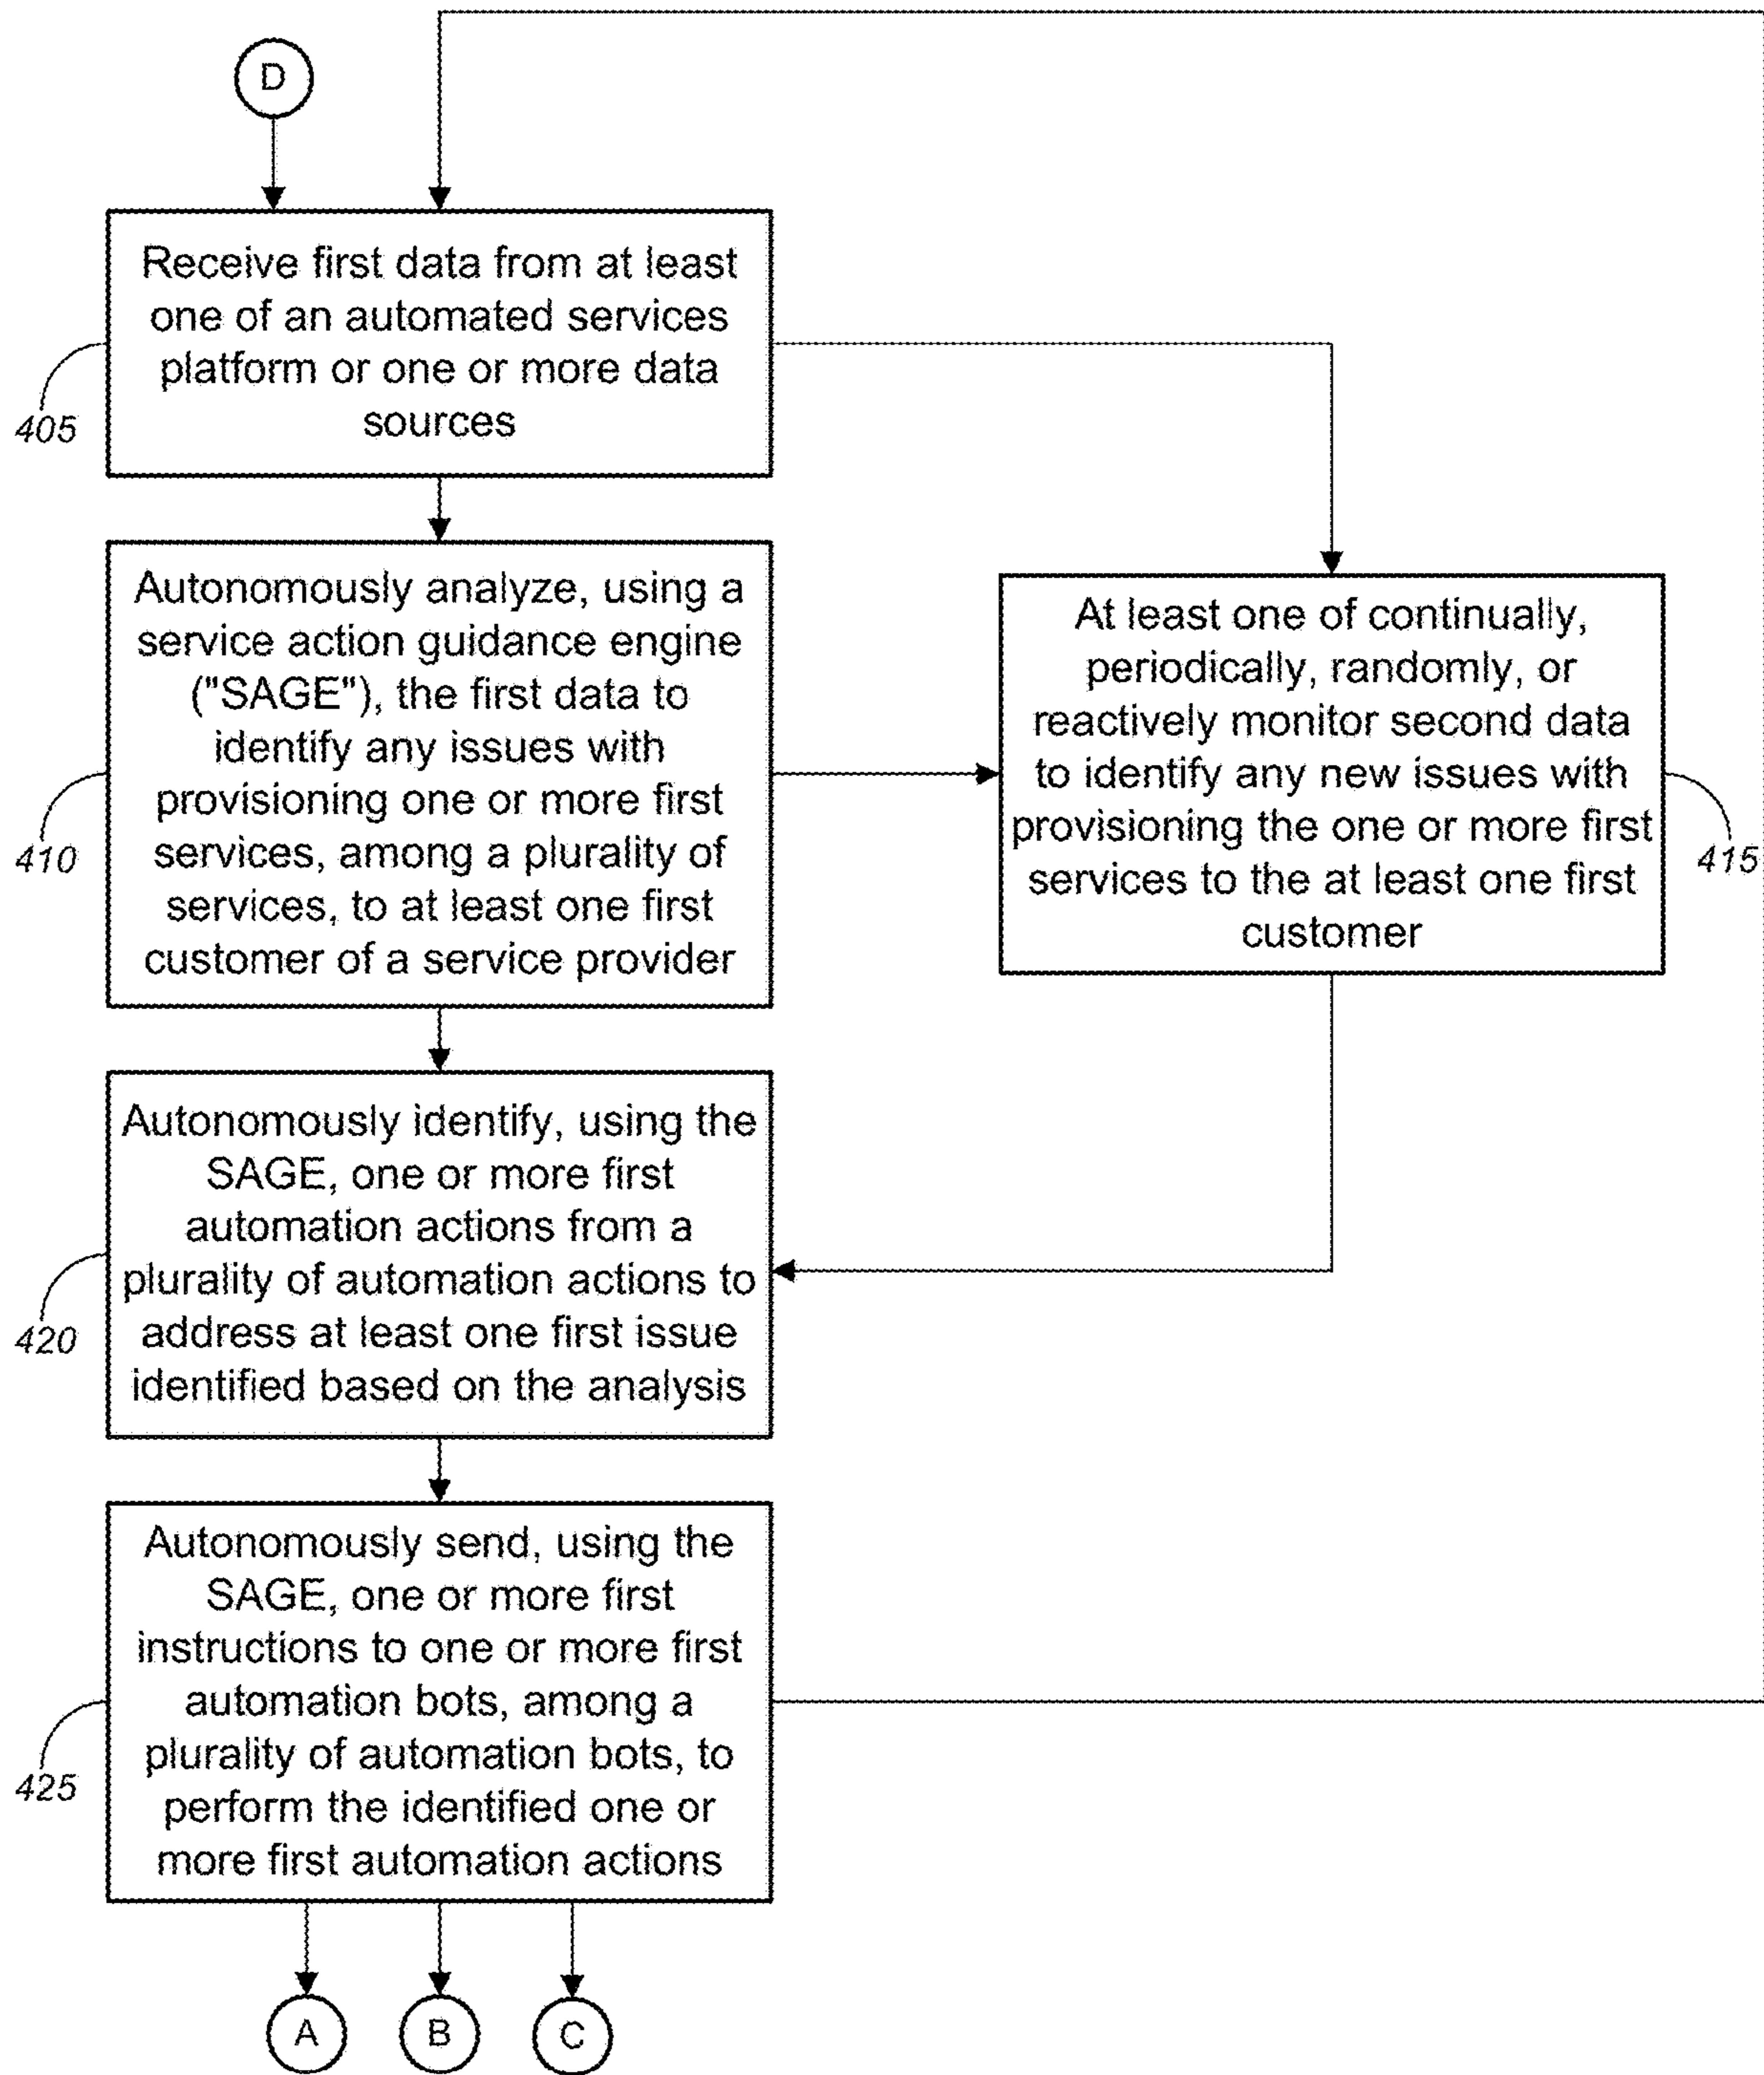 D
Receive first data from at least
one of an automated services
platform or one or more data
sources
405
Autonomously analyze, using a
service action guidance engine
("SAGE"), the first data to
identify any issues with
provisioning one or more first
services, among a plurality of
services, to at least one first
customer of a service provider
410
At least one of continually,
periodically, randomly, or
reactively monitor second data
to identify any new issues with
provisioning the one or more first
services to the at least one first
customer
415
Autonomously identify, using the
SAGE, one or more first
automation actions from a
plurality of automation actions to
address at least one first issue
identified based on the analysis
420
Autonomously send, using the
SAGE, one or more first
instructions to one or more first
automation bots, among a
plurality of automation bots, to
perform the identified one or
more first automation actions
425
A
B
C